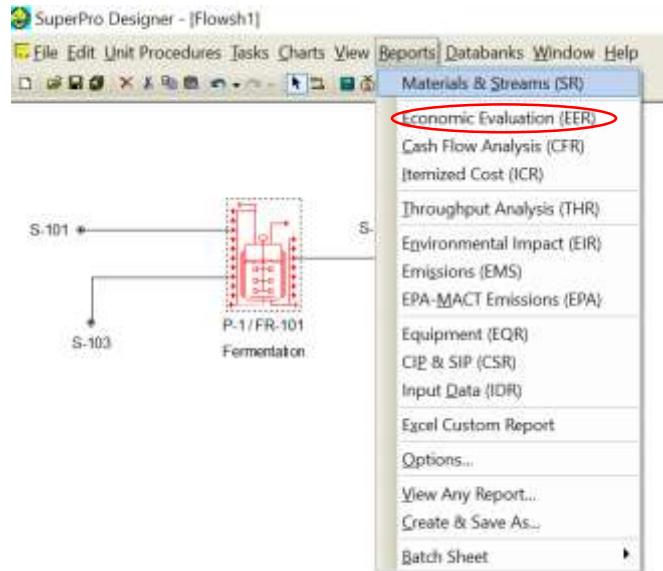 SuperPro Designer - [Flowsh1]
File Edit Unit Procedures Tasks Charts View Reports Databanks Window Help
Materials & Streams (SR)
Economic Evaluation (EER)
Cash Flow Analysis (CFR)
Itemized Cost (ICR)
Throughput Analysis (THR)
Environmental Impact (EIR)
Emissions (EMS)
EPA-MACT Emissions (EPA)
Equipment (EQR)
CIP & SIP (CSR)
Input Data (IDR)
Excel Custom Report
Options...
View Any Report...
Create & Save As...
Batch Sheet
S-101
S-
S-103
P-1 / FR-101
Fermentation